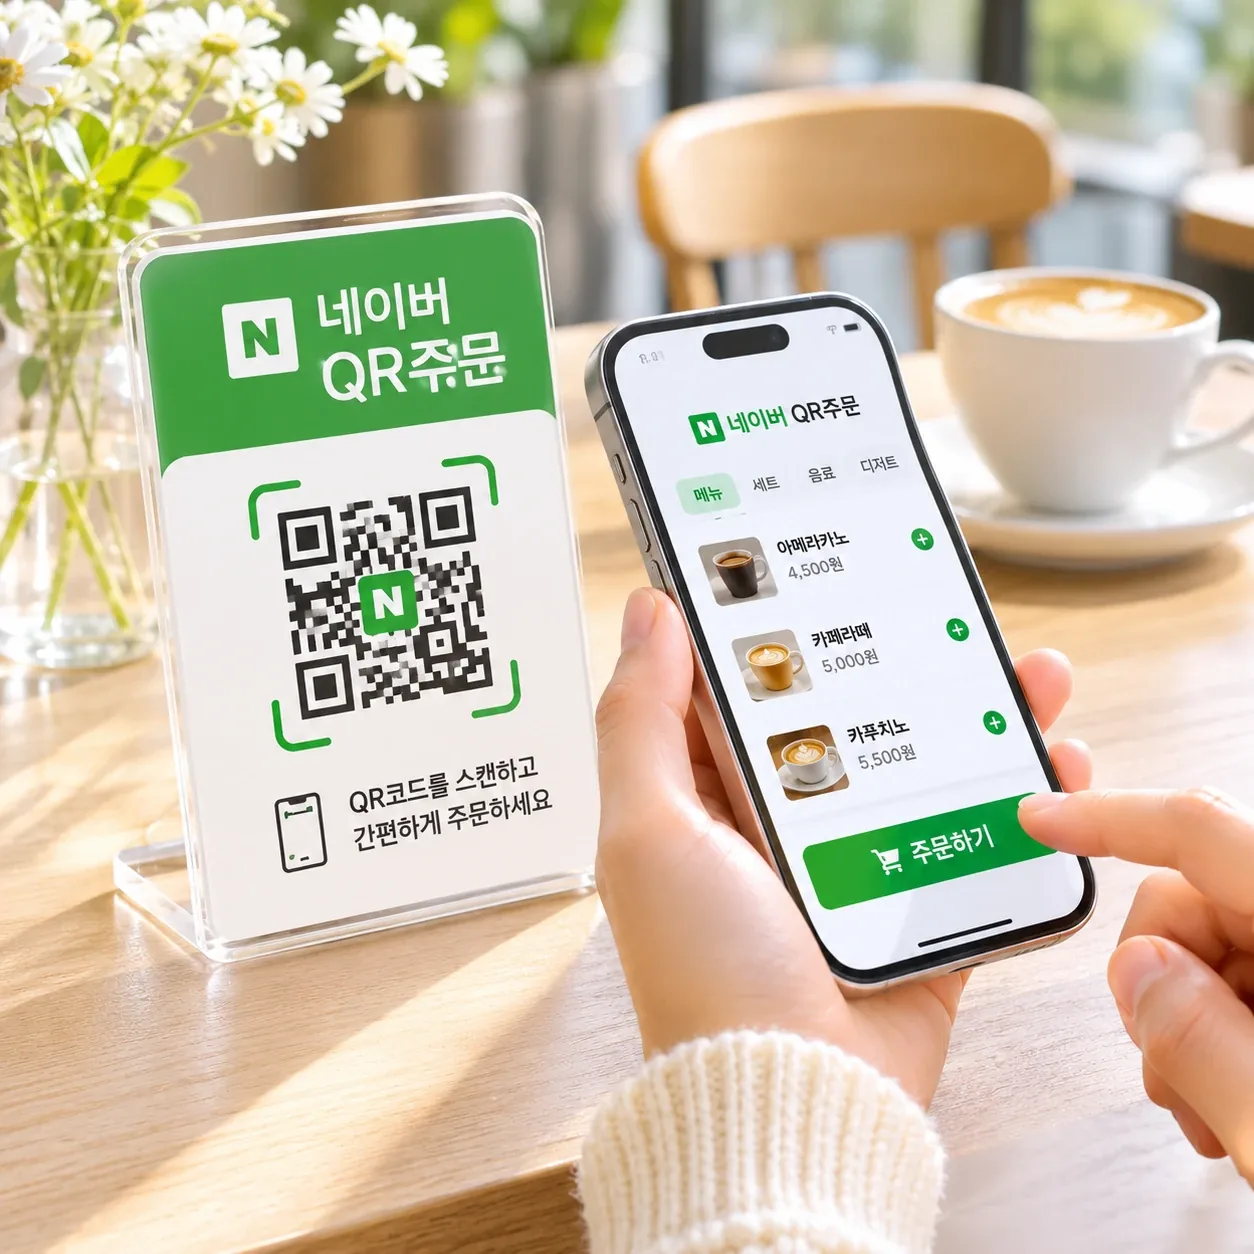 N 네이버
QR주문
N
QR코드를 스캔하고
간편하게 주문하세요
N 네이버 QR주문
메뉴 세트 음료 디저트
아메라카노
4,500원
카페라떼
5,000원
카푸치노
5,500원
주문하기